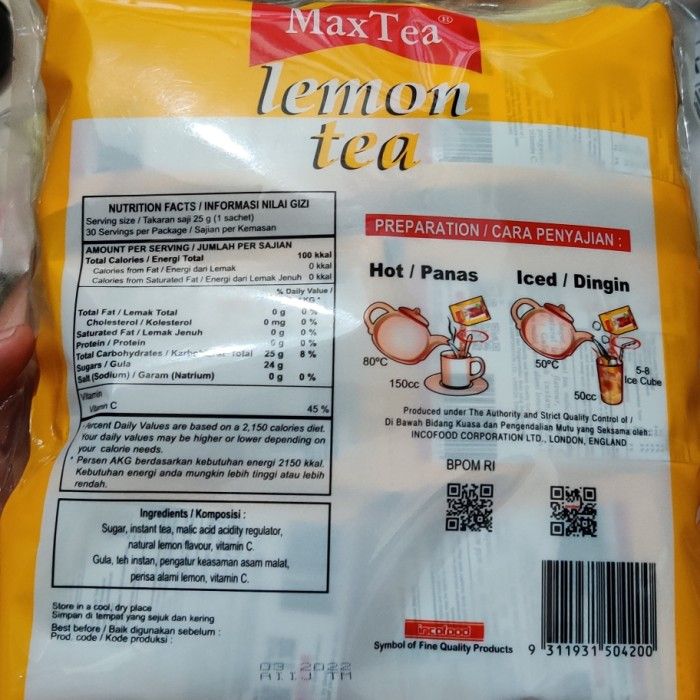 MaxTea®
lemon
tea
NUTRITION FACTS / INFORMASI NILAI GIZI
Serving size / Takaran saji 25 g (1 sachet)
30 Servings per Package / Sajian per Kemasan
AMOUNT PER SERVING / JUMLAH PER SAJIAN
Total Calories / Energi Total 100 kkal
Calories from Fat / Energi dari Lemak 0 kkal
Calories from Saturated Fat / Energi dari Lemak Jenuh 0 kkal
% Daily Value /
Total Fat / Lemak Total 0 g 0 %
Cholesterol / Kolesterol 0 mg 0 %
Saturated Fat / Lemak Jenuh 0 g 0 %
Protein / Protein 0 g 0 %
Total Carbohydrates / Total 25 g 8 %
Sugars / Gula 24 g
Salt (Sodium) / Garam (Natrium) 0 g 0 %
Vitamin
Vitamin C 45 %
Percent Daily Values are based on a 2,150 calories diet.
Your daily values may be higher or lower depending on
your calorie needs.
* Persen AKG berdasarkan kebutuhan energi 2150 kkal.
Kebutuhan energi anda mungkin lebih tinggi atau lebih
rendah.
Ingredients / Komposisi :
Sugar, instant tea, malic acid acidity regulator,
natural lemon flavour, vitamin C.
Gula, teh instan, pengatur keasaman asam malat,
perisa alami lemon, vitamin C.
Store in a cool, dry place
Simpan di tempat yang sejuk dan kering
Best before / Baik digunakan sebelum :
Prod. code / Kode produksi :
09 2022
PREPARATION / CARA PENYAJIAN :
Hot / Panas
Iced / Dingin
80ºC
150cc
50ºC
50cc
5-8
Ice Cube
Produced under The Authority and Strict Quality Control of /
Di Bawah Bidang Kuasa dan Pengendalian Mutu yang Seksama oleh:
INCOFOOD CORPORATION LTD., LONDON, ENGLAND
BPOM RI
incofood
Symbol of Fine Quality Products
9 311931 504200